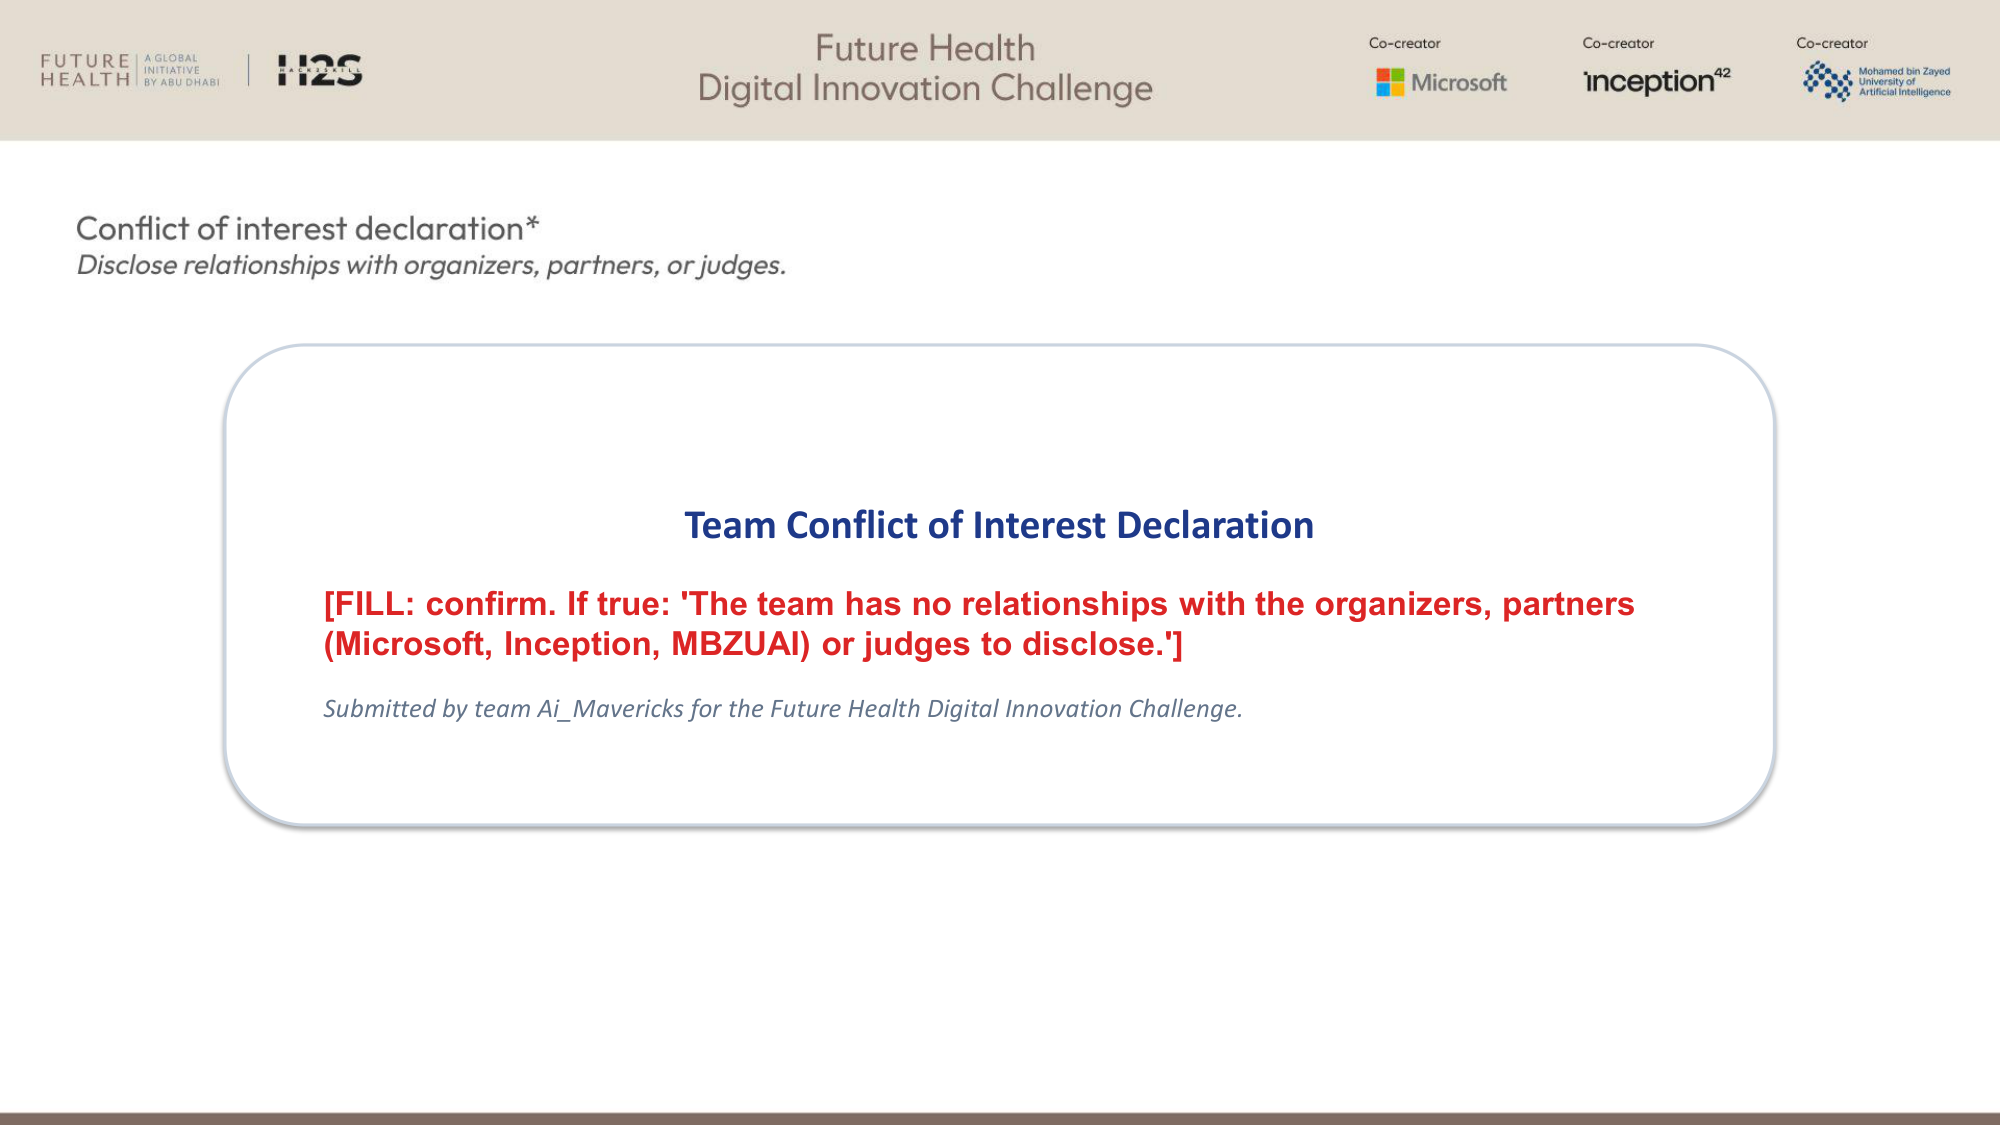 FUTURE HEALTH
A GLOBAL INITIATIVE BY ABU DHABI
H2S
HACK2SKILL
Future Health
Digital Innovation Challenge
Co-creator
Microsoft
Co-creator
inception42
Co-creator
Mohamed bin Zayed
University of
Artificial Intelligence
Conflict of interest declaration*
Disclose relationships with organizers, partners, or judges.
Team Conflict of Interest Declaration
[FILL: confirm. If true: 'The team has no relationships with the organizers, partners
(Microsoft, Inception, MBZUAI) or judges to disclose.']
Submitted by team Ai_Mavericks for the Future Health Digital Innovation Challenge.